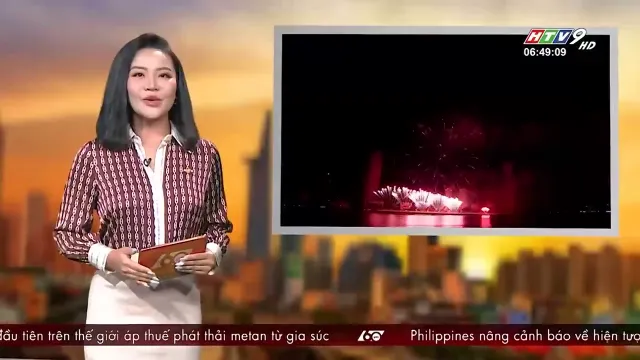 HTV9 HD
06:49:09
đầu tiên trên thế giới áp thuế phát thải metan từ gia súc 60 Philippines nâng cảnh báo về hiện tượ